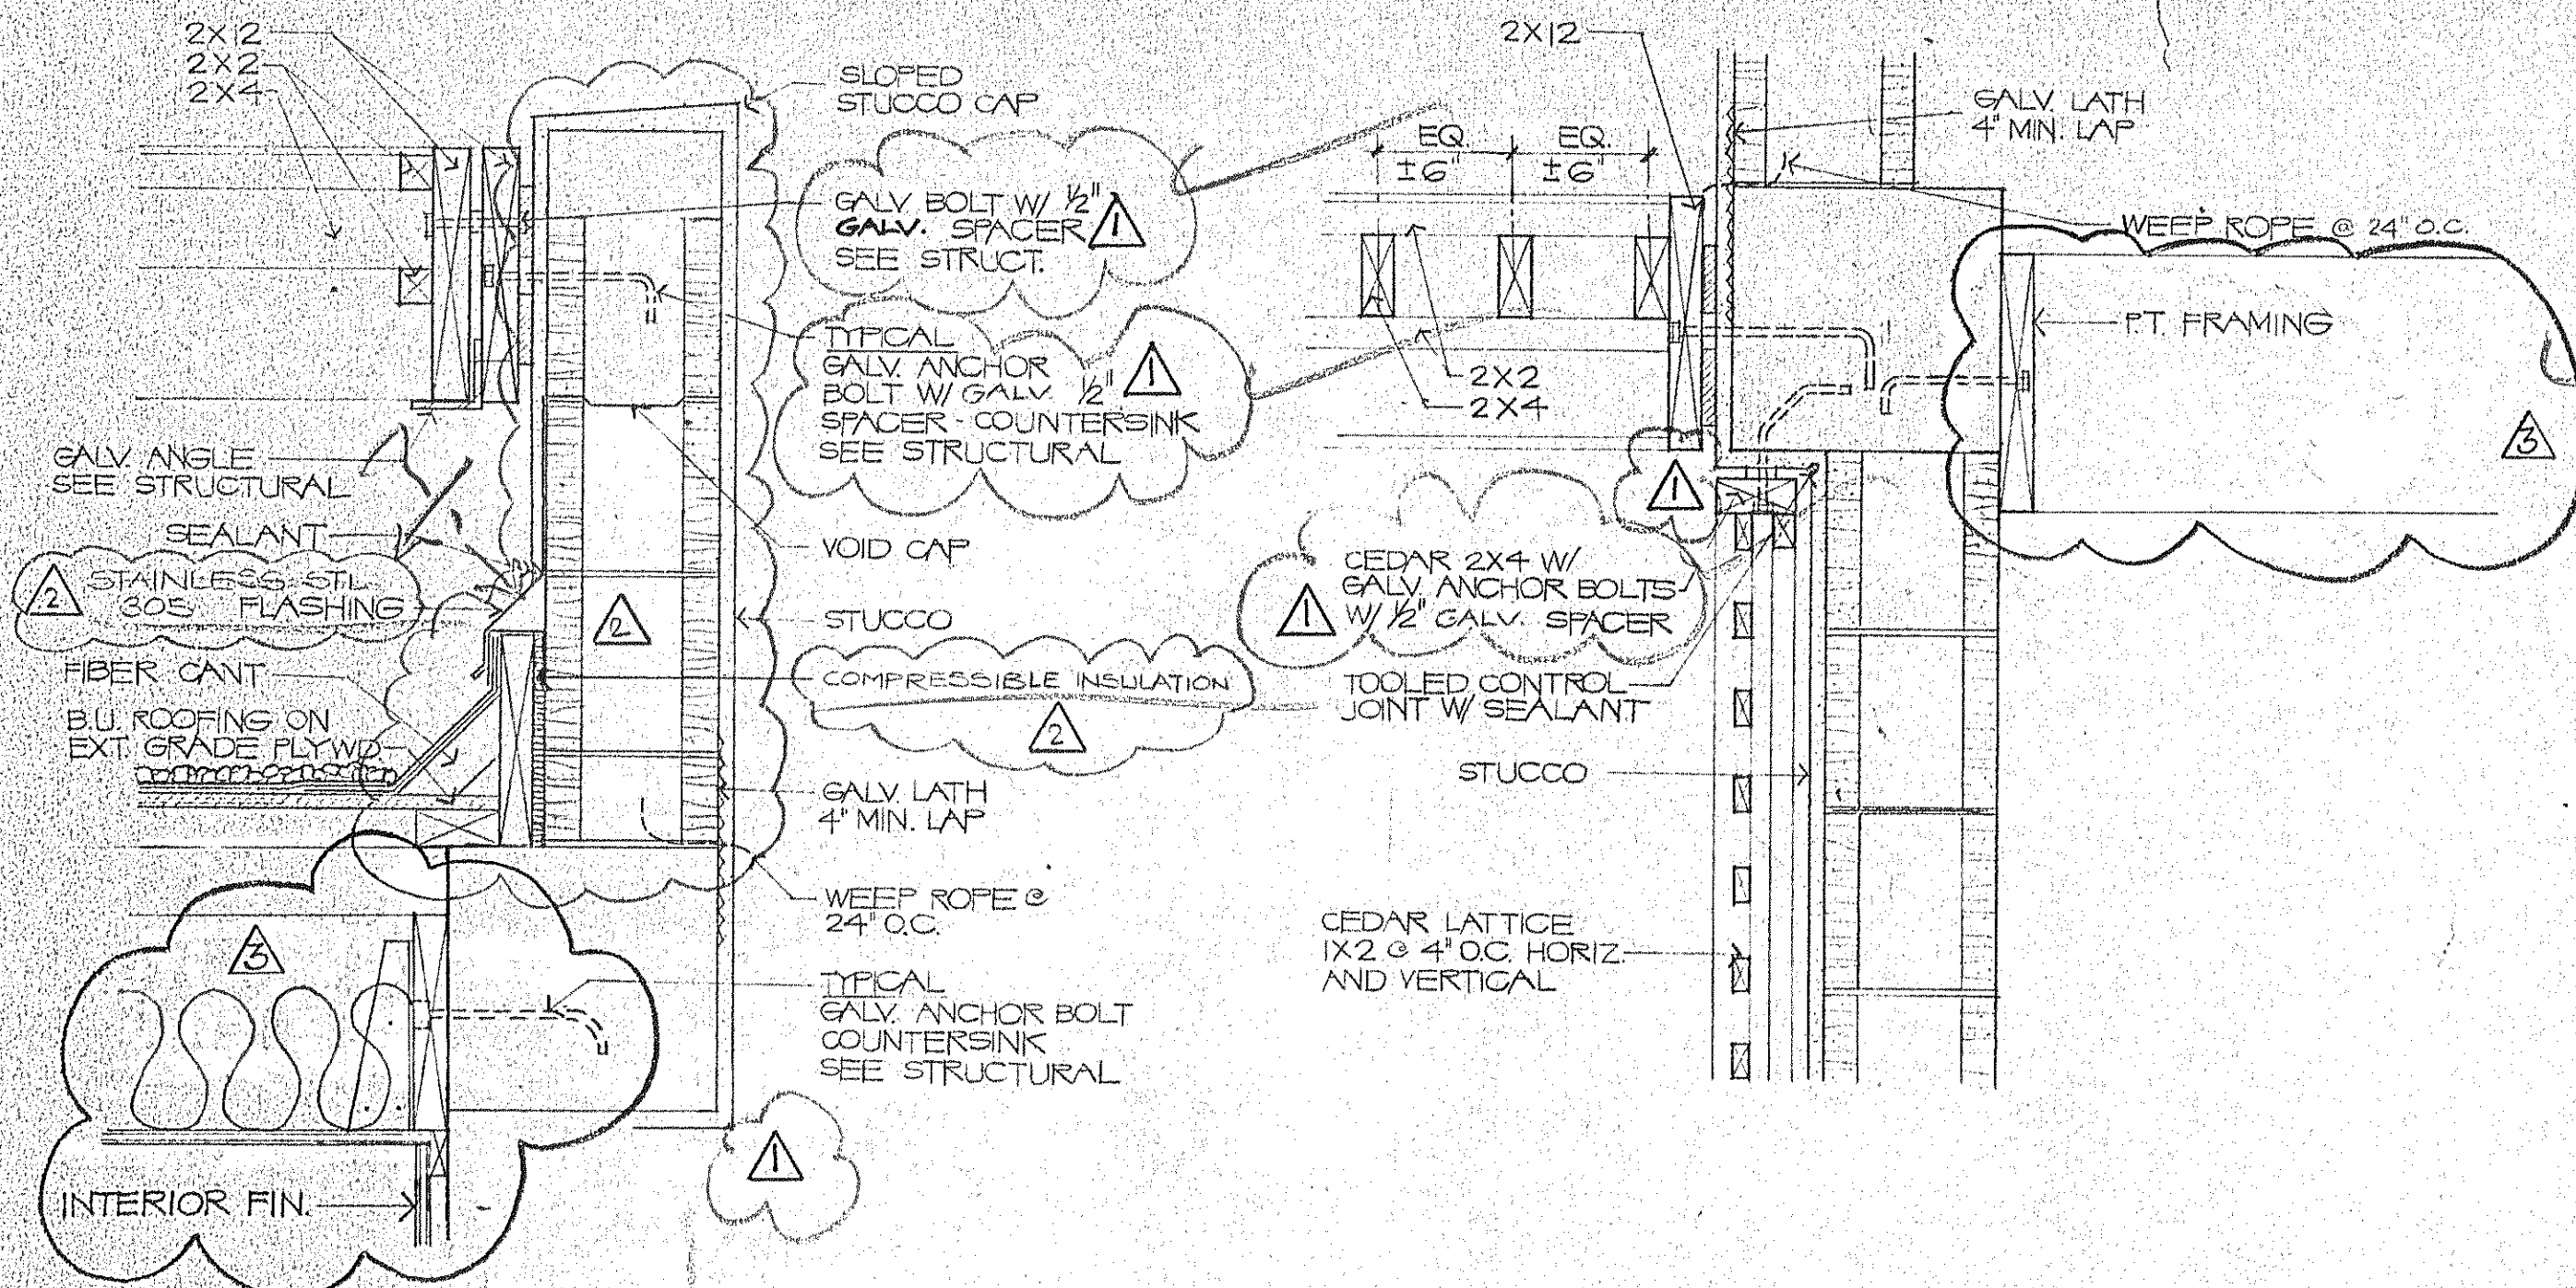 2X12
2X2
2X4
SLOPED
STUCCO CAP
GALV. BOLT W/ 1/2"
GALV. SPACER
SEE STRUCT.
1
TYPICAL
GALV. ANCHOR
BOLT W/ GALV. 1/2"
SPACER - COUNTERSINK
SEE STRUCTURAL
1
GALV. ANGLE
SEE STRUCTURAL
SEALANT
2
STAINLESS STL.
305 FLASHING
FIBER CANT
B.U. ROOFING ON
EXT. GRADE PLYWD.
VOID CAP
2
STUCCO
COMPRESSIBLE INSULATION
2
GALV. LATH
4" MIN. LAP
WEEP ROPE @
24" O.C.
TYPICAL
GALV. ANCHOR BOLT
COUNTERSINK
SEE STRUCTURAL
3
INTERIOR FIN.
1
2X12
EQ. EQ.
±6" ±6"
GALV. LATH
4" MIN. LAP
WEEP ROPE @ 24" O.C.
P.T. FRAMING
3
2X2
2X4
1
CEDAR 2X4 W/
GALV. ANCHOR BOLTS
W/ 1/2" GALV. SPACER
1
TOOLED CONTROL
JOINT W/ SEALANT
STUCCO
CEDAR LATTICE
1X2 @ 4" O.C. HORIZ.
AND VERTICAL